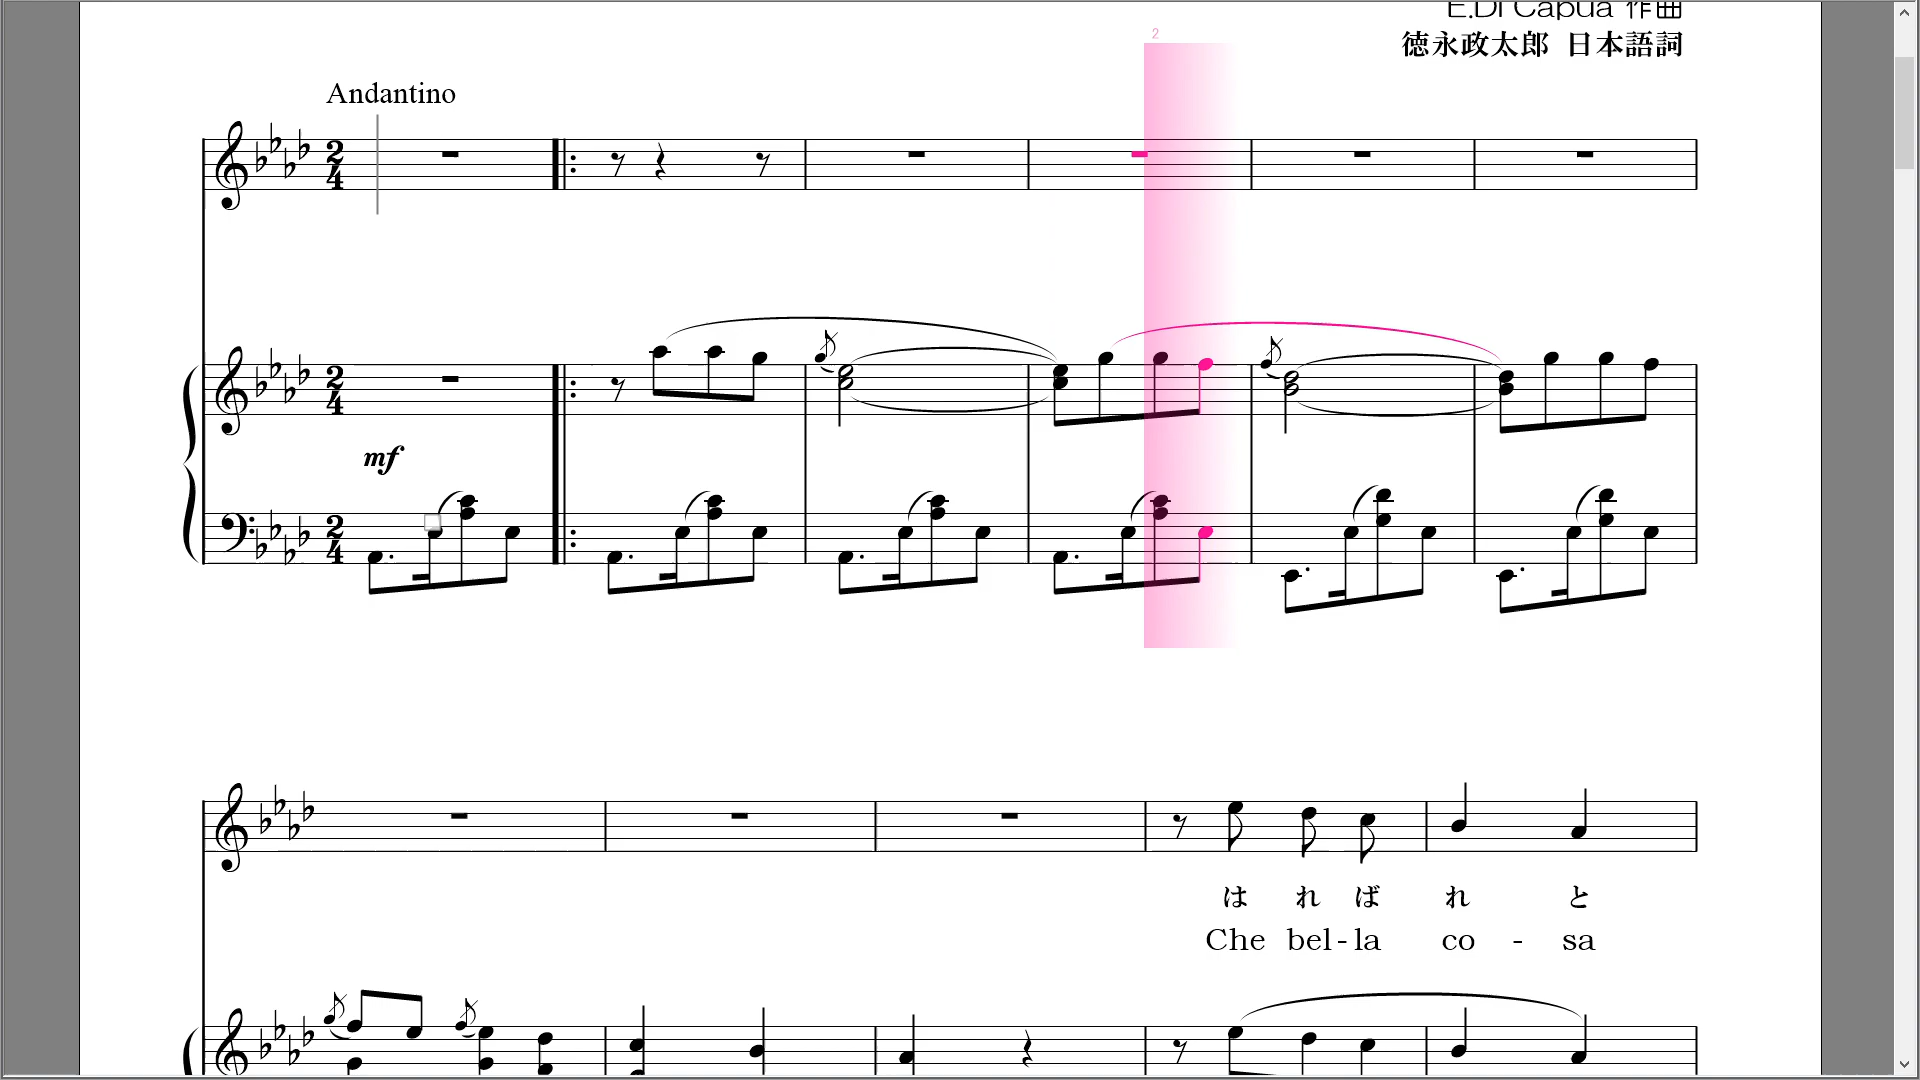 E.Di Capua 作曲
2
徳永政太郎 日本語詞
Andantino
mf
は れ ば れ と
Che bel - la co - sa